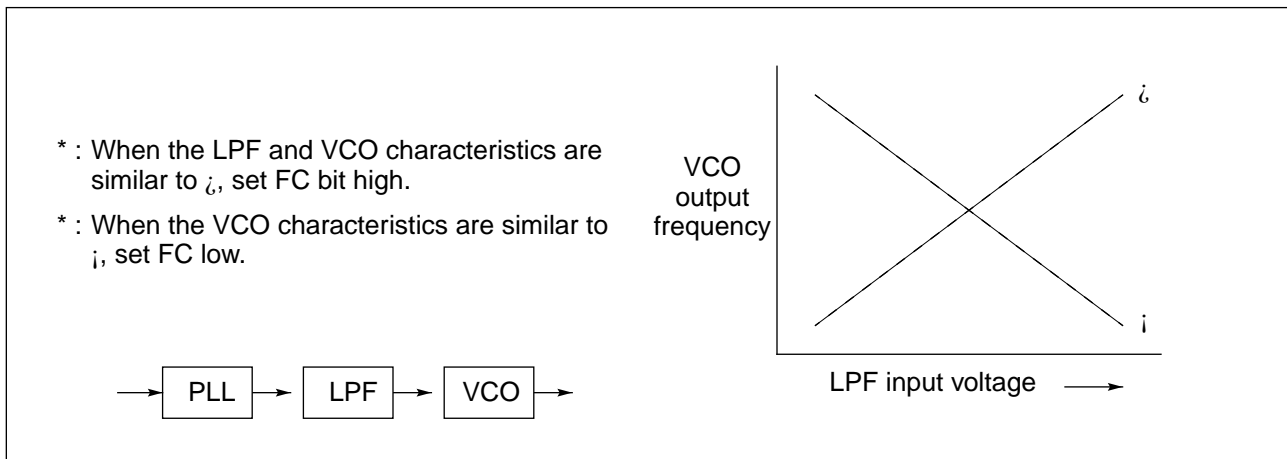 * : When the LPF and VCO characteristics are
similar to ¿, set FC bit high.
* : When the VCO characteristics are similar to
¡, set FC low.
PLL
LPF
VCO
VCO
output
frequency
¿
¡
LPF input voltage